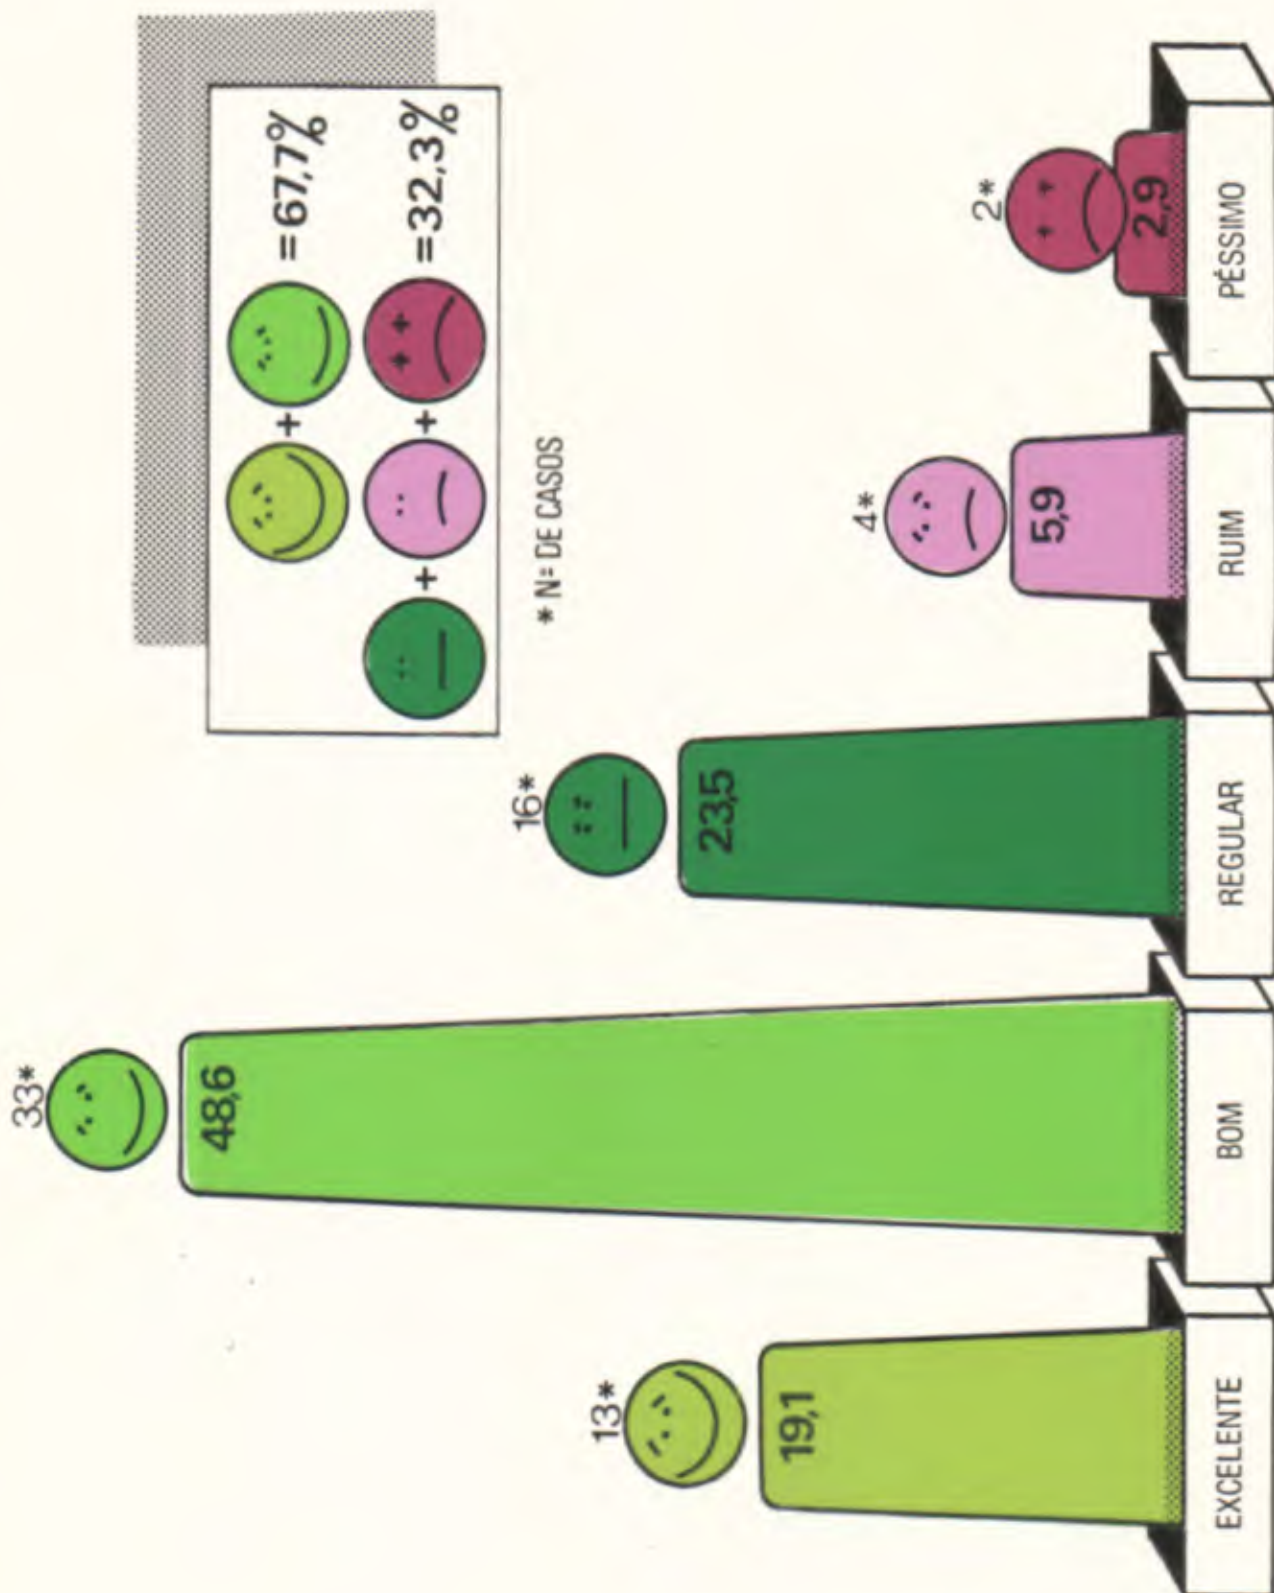 =67,7%
+
=32,3%
+ +
* N= DE CASOS
13*
33*
16*
4*
2*
19,1
48,6
23,5
5,9
2,9
EXCELENTE
BOM
REGULAR
RUIM
PÉSSIMO